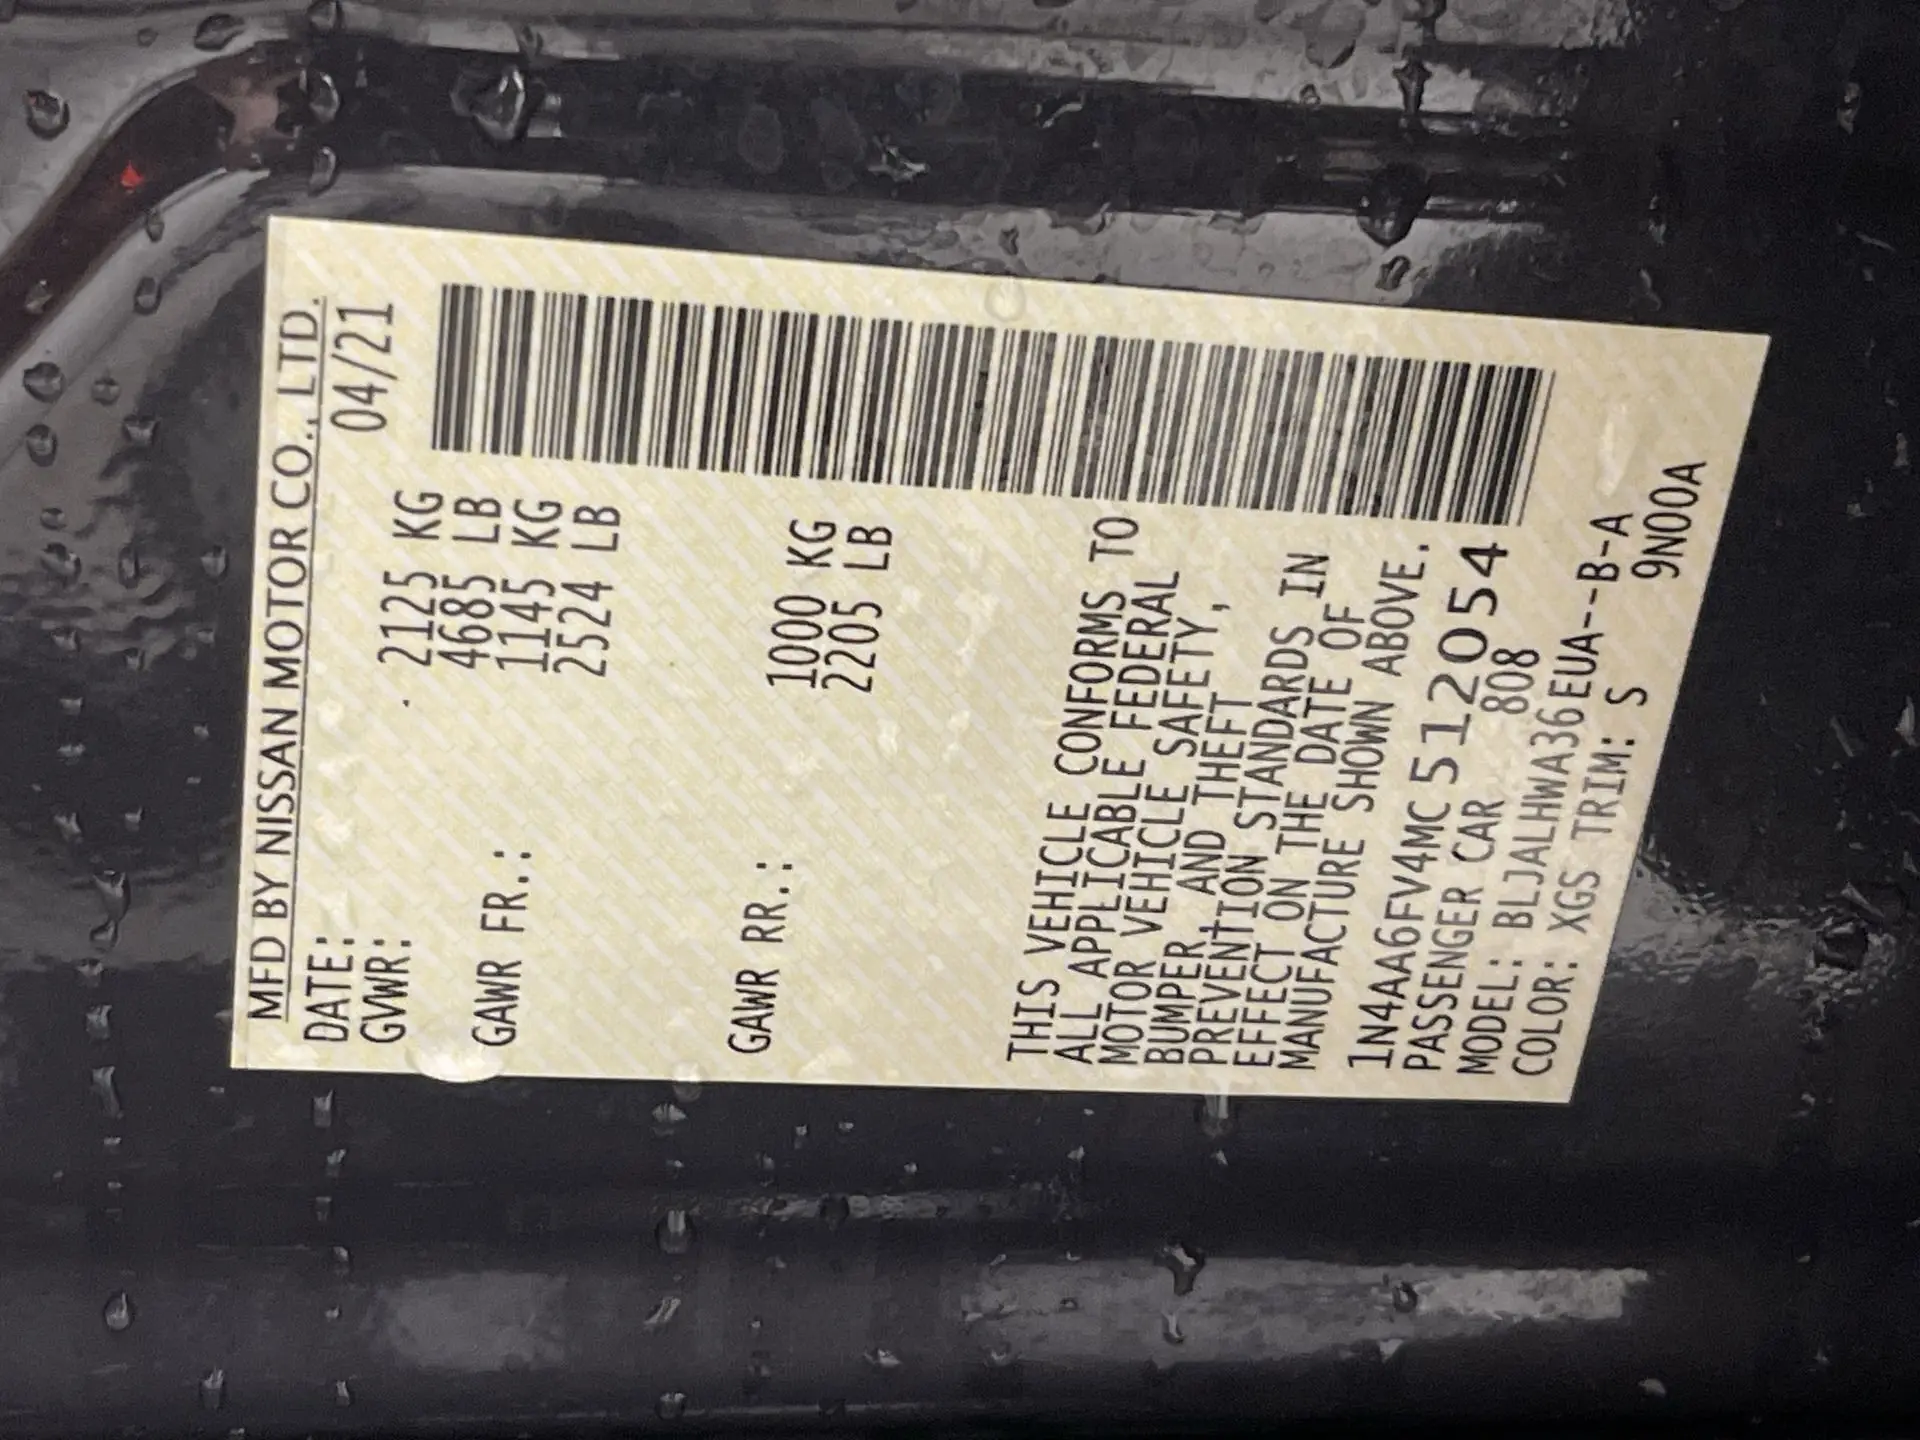 MFD BY NISSAN MOTOR CO., LTD.
DATE: 04/21
GVWR: 2125 KG
4685 LB
GAWR FR.: 1145 KG
2524 LB
GAWR RR.: 1000 KG
2205 LB
THIS VEHICLE CONFORMS TO
ALL APPLICABLE FEDERAL
MOTOR VEHICLE SAFETY,
BUMPER, AND THEFT
PREVENTION STANDARDS IN
EFFECT ON THE DATE OF
MANUFACTURE SHOWN ABOVE.
1N4AA6FV4MC512054
PASSENGER CAR 808
MODEL: BLJALHWA36EUA--B-A
COLOR: XGS TRIM: S 9N00A